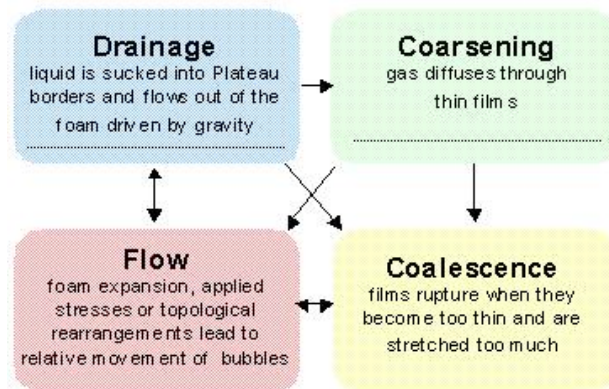 Drainage
liquid is sucked into Plateau
borders and flows out of the
foam driven by gravity
Coarsening
gas diffuses through
thin films
Flow
foam expansion, applied
stresses or topological
rearrangements lead to
relative movement of bubbles
Coalescence
films rupture when they
become too thin and are
stretched too much